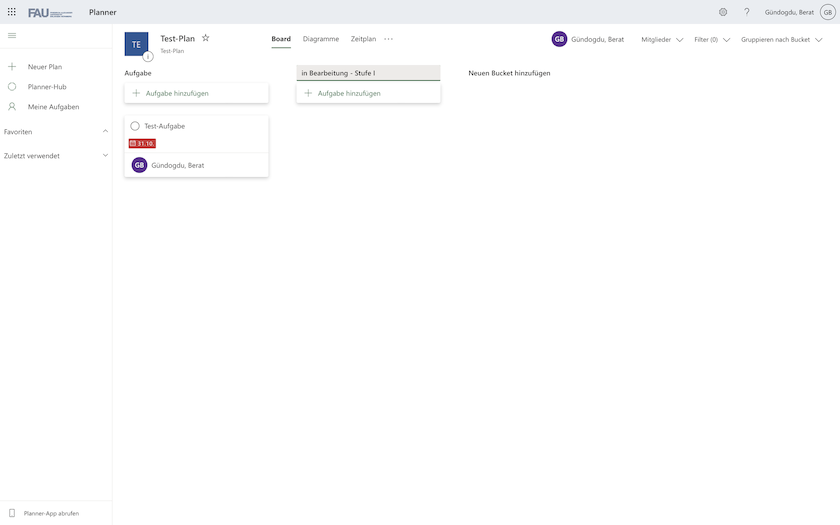 FAU
Planner
Gündogdu, Berat
GB
Neuer Plan
Planner-Hub
Meine Aufgaben
Favoriten
Zuletzt verwendet
Planner-App abrufen
TE
Test-Plan
Test-Plan
Board
Diagramme
Zeitplan
GB
Gündogdu, Berat
Mitglieder
Filter (0)
Gruppieren nach Bucket
Aufgabe
Aufgabe hinzufügen
Test-Aufgabe
31.10.
GB
Gündogdu, Berat
in Bearbeitung - Stufe I
Aufgabe hinzufügen
Neuen Bucket hinzufügen